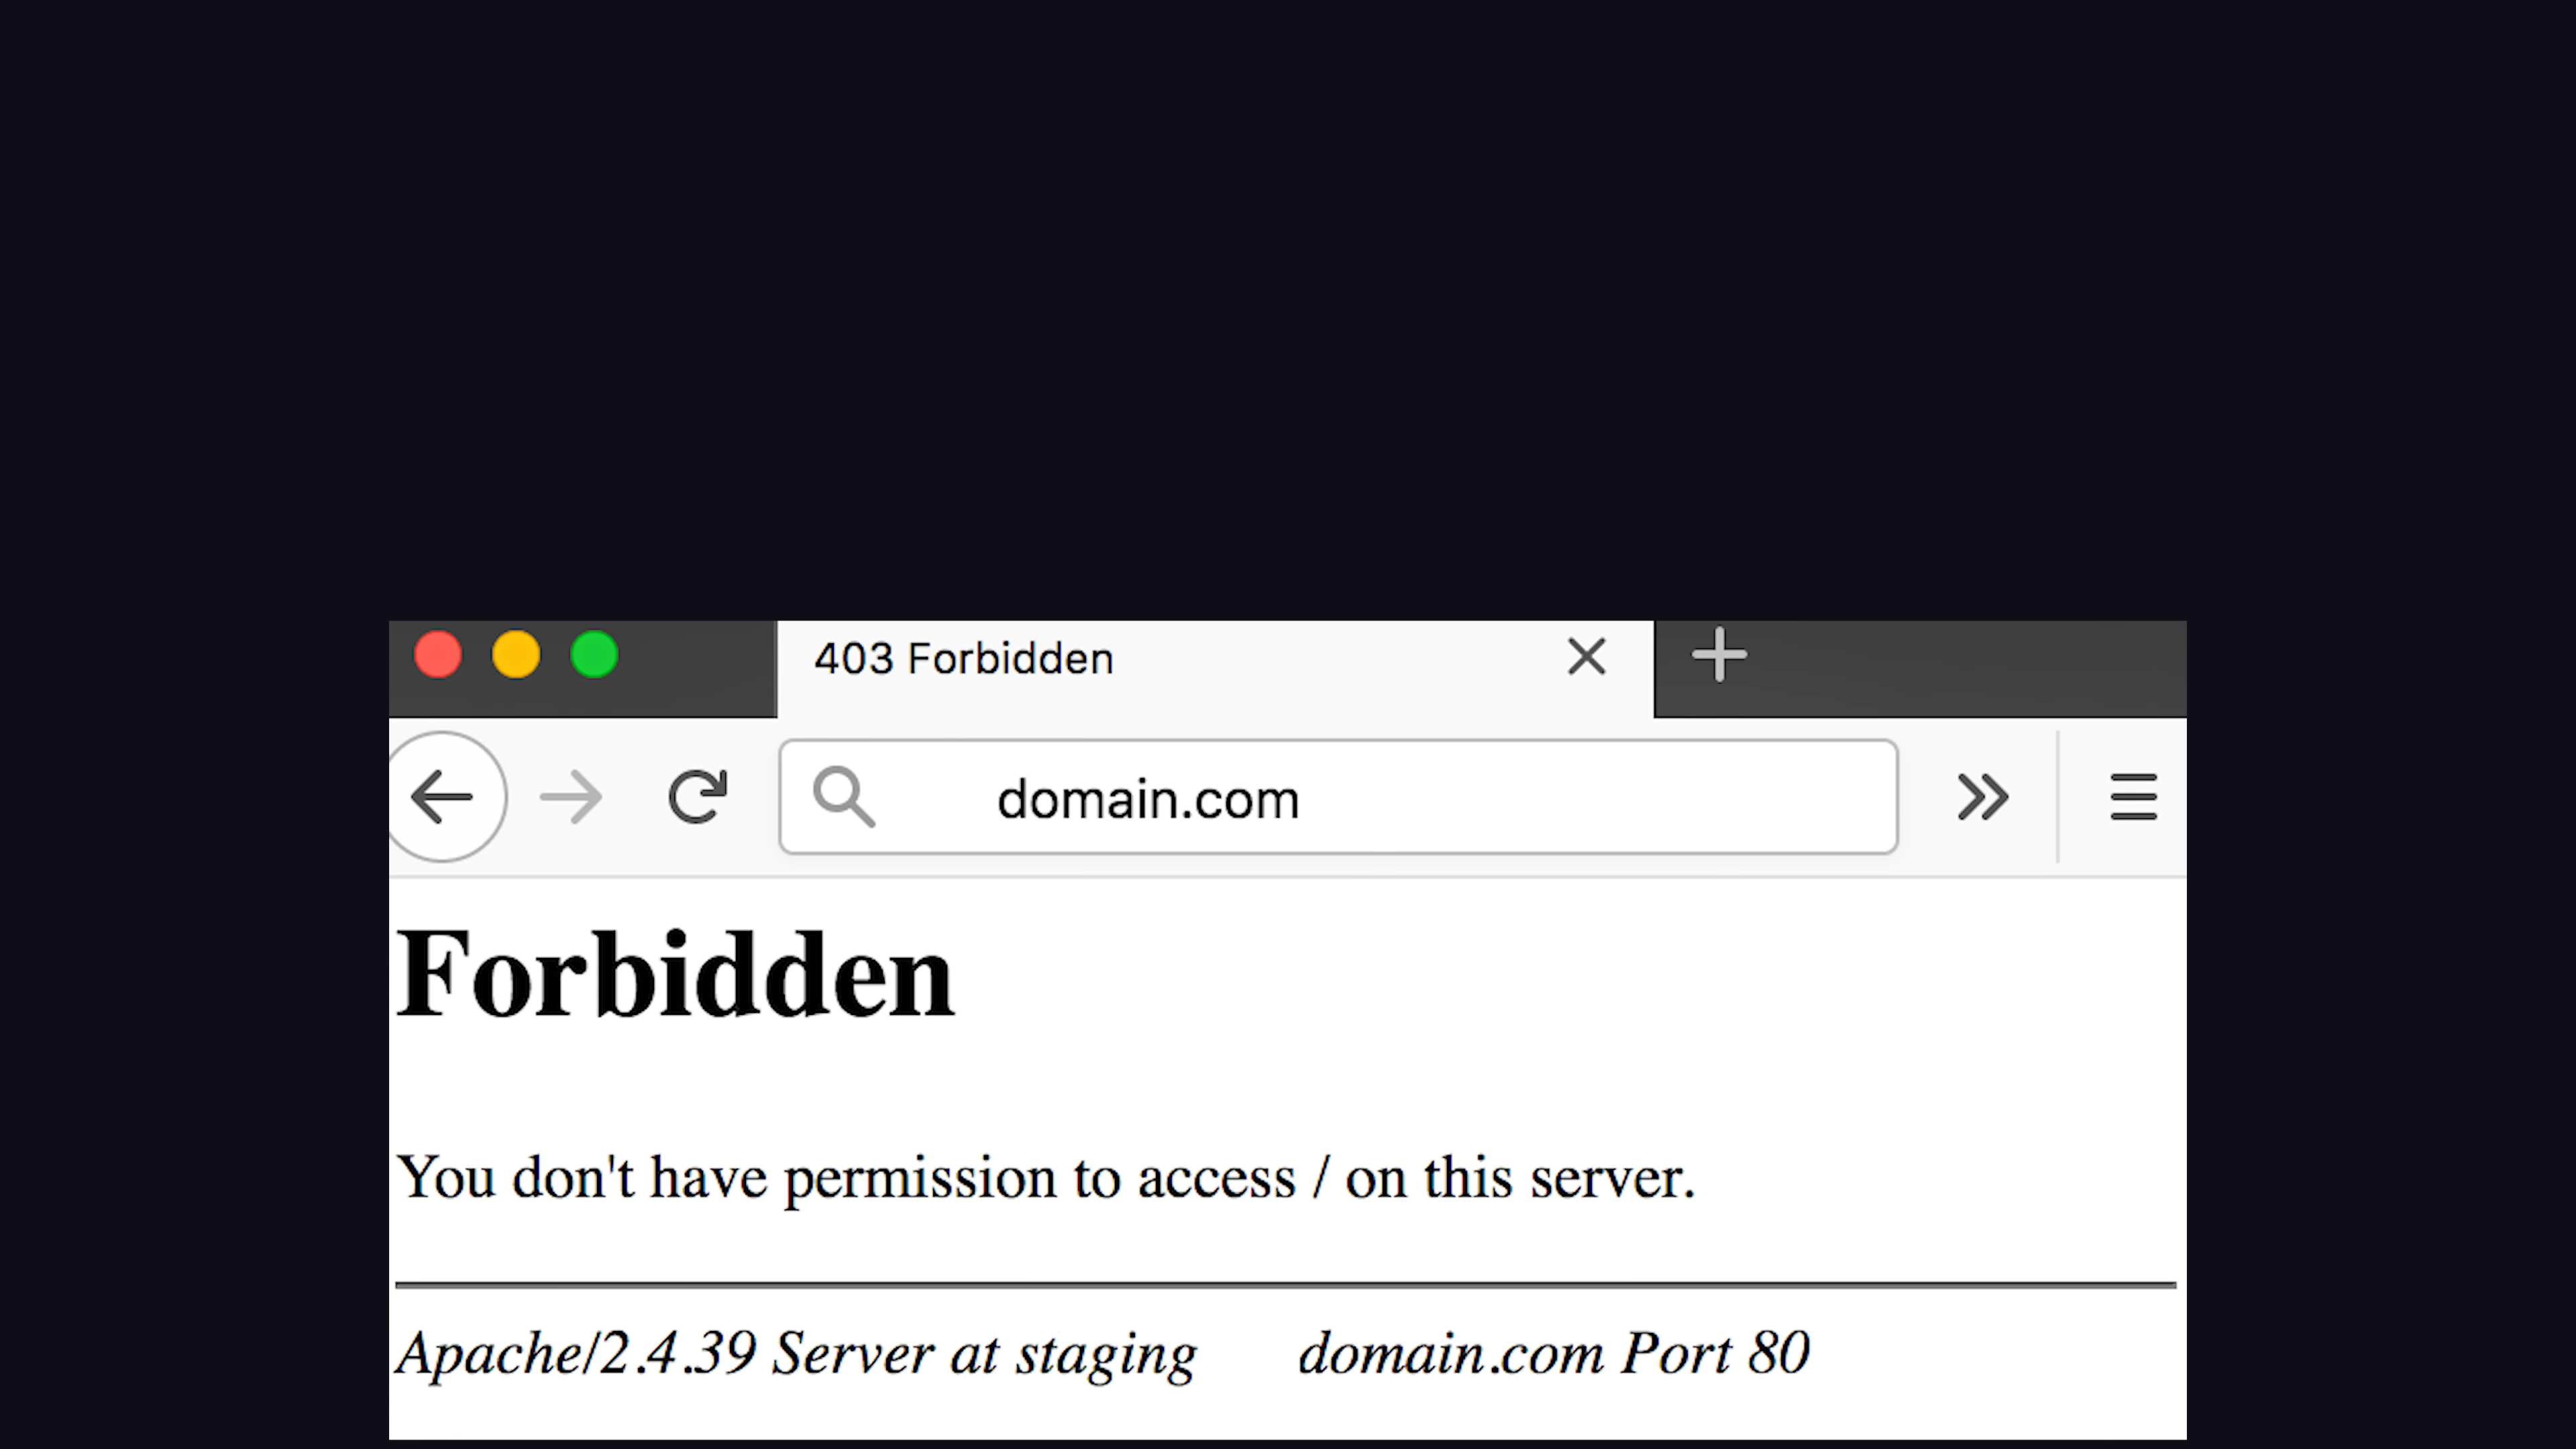 403 Forbidden
domain.com
Forbidden
You don't have permission to access / on this server.
Apache/2.4.39 Server at staging domain.com Port 80